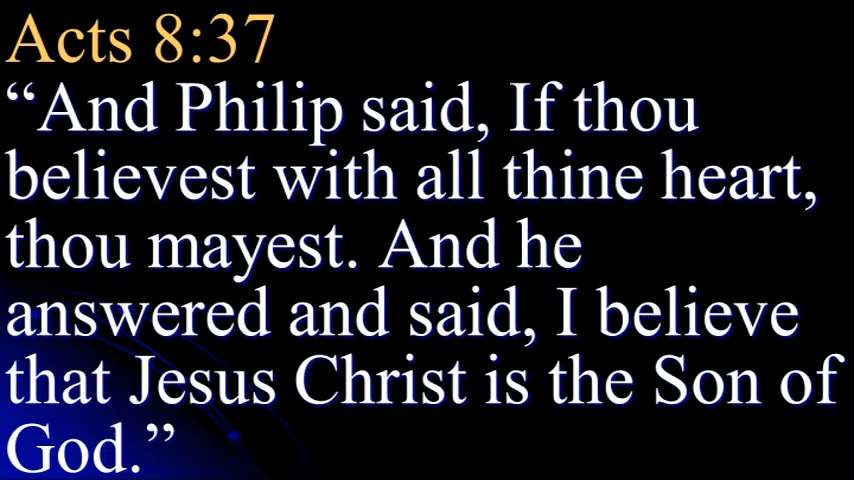 Acts 8:37
“And Philip said, If thou
believest with all thine heart,
thou mayest. And he
answered and said, I believe
that Jesus Christ is the Son of
God.”